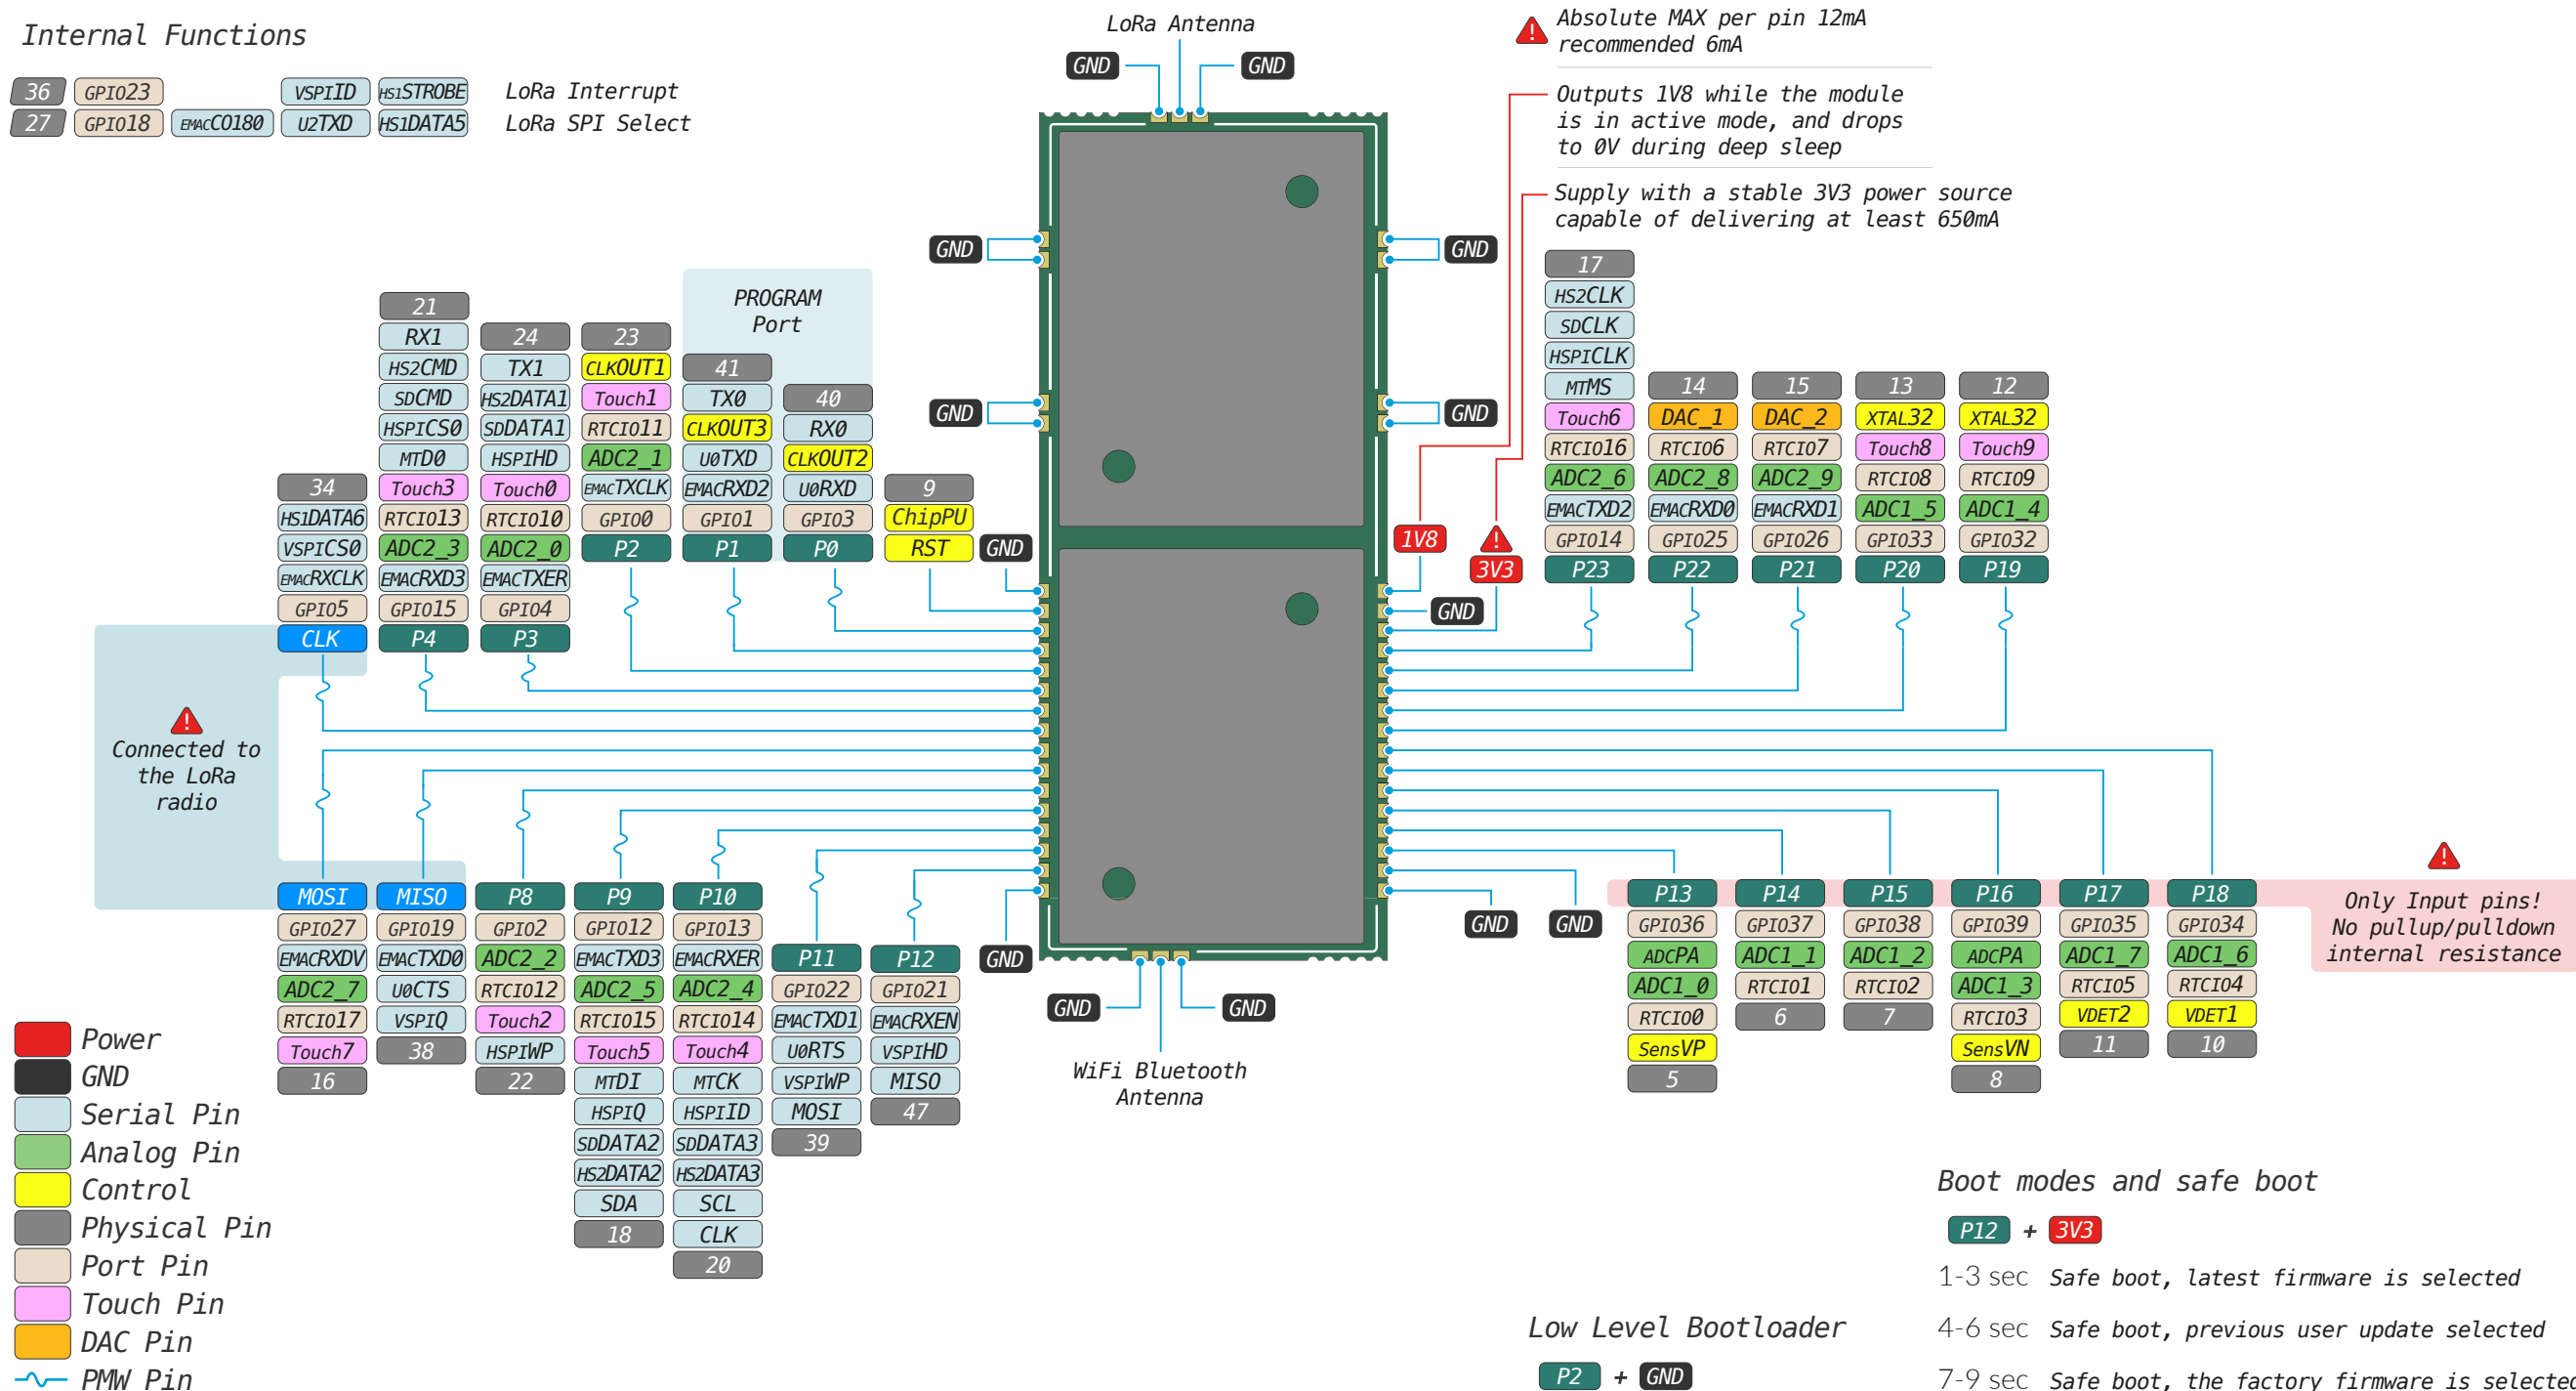 Internal Functions
36 GPIO23 VSPIID HS1STROBE LoRa Interrupt
27 GPIO18 EMACCO180 U2TXD HS1DATA5 LoRa SPI Select
LoRa Antenna
GND GND
Absolute MAX per pin 12mA
recommended 6mA
Outputs 1V8 while the module
is in active mode, and drops
to 0V during deep sleep
Supply with a stable 3V3 power source
capable of delivering at least 650mA
GND GND
GND GND
PROGRAM
Port
34
HS1DATA6
VSPICS0
EMACRXCLK
GPIO5
CLK
21
RX1
HS2CMD
SDCMD
HSPICS0
MTD0
Touch3
RTCIO13
ADC2_3
EMACRXD3
GPIO15
P4
24
TX1
HS2DATA1
SDDATA1
HSPIHD
Touch0
RTCIO10
ADC2_0
EMACTXER
GPIO4
P3
23
CLKOUT1
Touch1
RTCIO11
ADC2_1
EMACTXCLK
GPIO0
P2
41
TX0
CLKOUT3
U0TXD
EMACRXD2
GPIO1
P1
40
RX0
CLKOUT2
U0RXD
GPIO3
P0
9
ChipPU
RST
GND
1V8
3V3
GND
17
HS2CLK
SDCLK
HSPICLK
MTMS
Touch6
RTCIO16
ADC2_6
EMACTXD2
GPIO14
P23
14
DAC_1
RTCIO6
ADC2_8
EMACRXD0
GPIO25
P22
15
DAC_2
RTCIO7
ADC2_9
EMACRXD1
GPIO26
P21
13
XTAL32
Touch8
RTCIO8
ADC1_5
GPIO33
P20
12
XTAL32
Touch9
RTCIO9
ADC1_4
GPIO32
P19
Connected to
the LoRa
radio
MOSI
GPIO27
EMACRXDV
ADC2_7
RTCIO17
Touch7
16
MISO
GPIO19
EMACTXD0
U0CTS
VSPIQ
38
P8
GPIO2
ADC2_2
RTCIO12
Touch2
HSPIWP
22
P9
GPIO12
EMACTXD3
ADC2_5
RTCIO15
Touch5
MTDI
HSPIQ
SDDATA2
HS2DATA2
SDA
18
P10
GPIO13
EMACRXER
ADC2_4
RTCIO14
Touch4
MTCK
HSPIID
SDDATA3
HS2DATA3
SCL
CLK
20
P11
GPIO22
EMACTXD1
U0RTS
VSPIWP
MOSI
39
P12
GPIO21
EMACRXEN
VSPIHD
MISO
47
GND
GND GND
WiFi Bluetooth
Antenna
GND GND
P13
GPIO36
ADCPA
ADC1_0
RTCIO0
SensVP
5
P14
GPIO37
ADC1_1
RTCIO1
6
P15
GPIO38
ADC1_2
RTCIO2
7
P16
GPIO39
ADCPA
ADC1_3
RTCIO3
SensVN
8
P17
GPIO35
ADC1_7
RTCIO5
VDET2
11
P18
GPIO34
ADC1_6
RTCIO4
VDET1
10
Only Input pins!
No pullup/pulldown
internal resistance
Power
GND
Serial Pin
Analog Pin
Control
Physical Pin
Port Pin
Touch Pin
DAC Pin
PMW Pin
Low Level Bootloader
P2 + GND
Boot modes and safe boot
P12 + 3V3
1-3 sec Safe boot, latest firmware is selected
4-6 sec Safe boot, previous user update selected
7-9 sec Safe boot, the factory firmware is selected